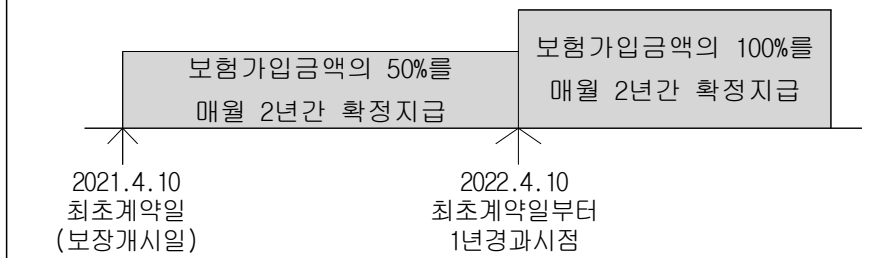 보험가입금액의 50%를
매월 2년간 확정지급
보험가입금액의 100%를
매월 2년간 확정지급
2021.4.10
최초계약일
(보장개시일)
2022.4.10
최초계약일부터
1년경과시점